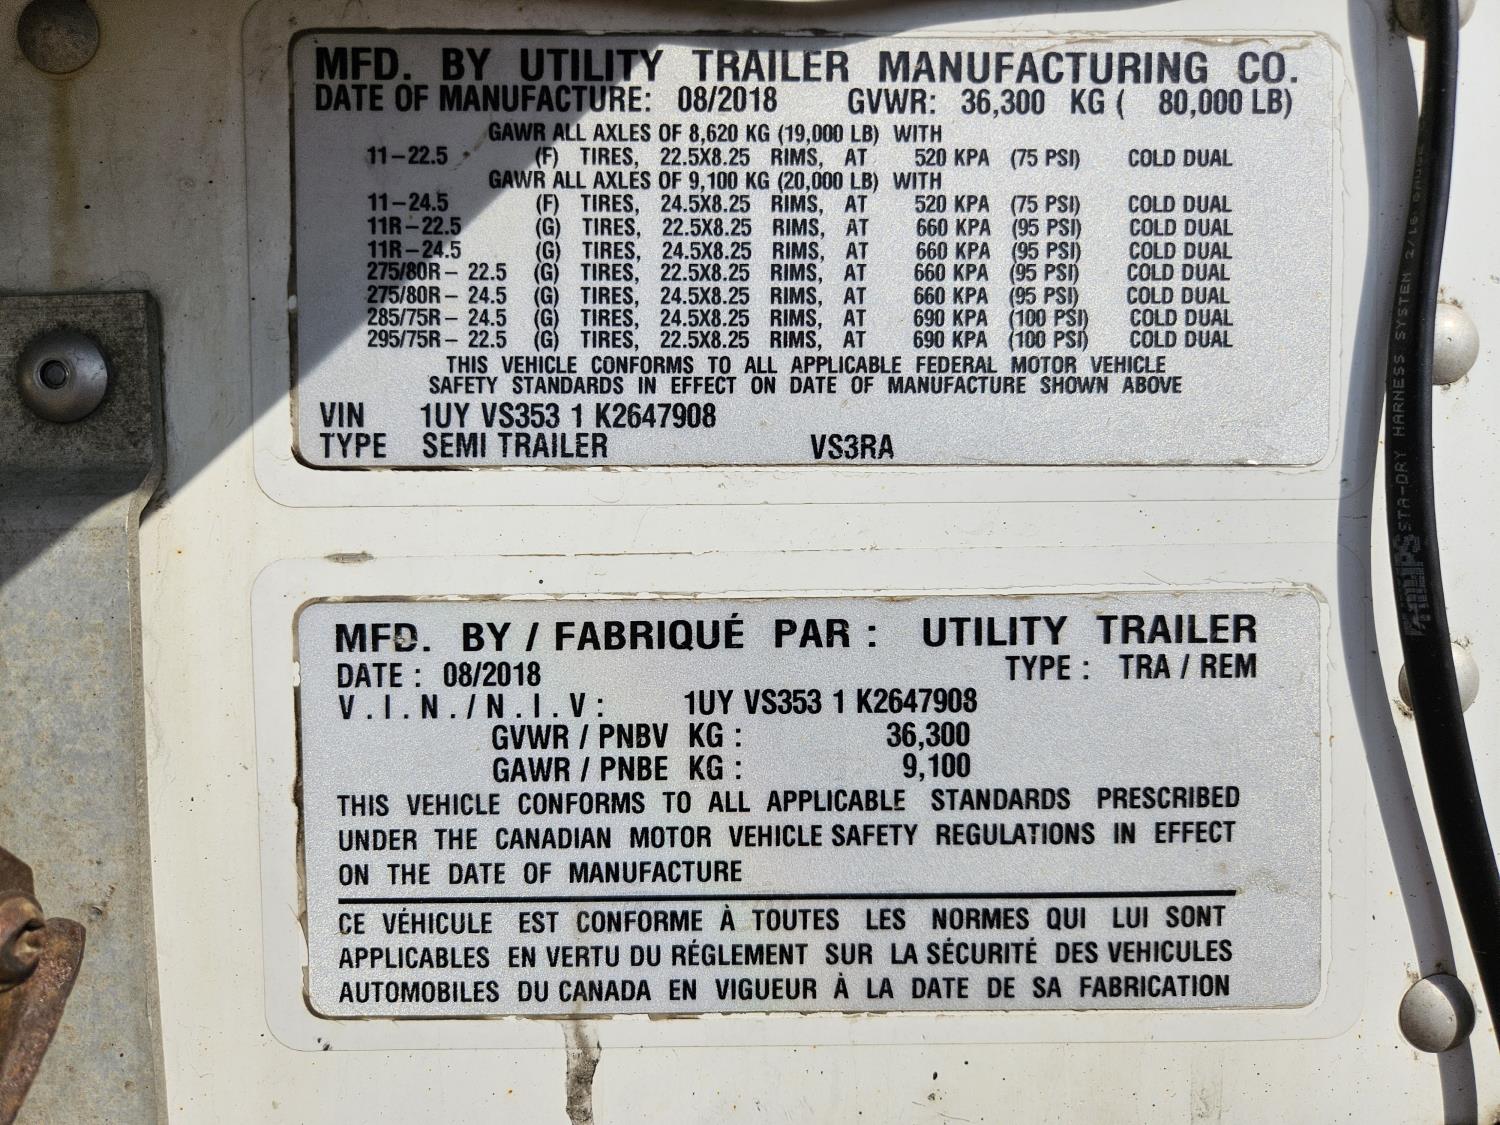 MFD. BY UTILITY TRAILER MANUFACTURING CO.
DATE OF MANUFACTURE: 08/2018 GVWR: 36,300 KG ( 80,000 LB)
GAWR ALL AXLES OF 8,620 KG (19,000 LB) WITH
11-22.5 (F) TIRES, 22.5X8.25 RIMS, AT 520 KPA (75 PSI) COLD DUAL
GAWR ALL AXLES OF 9,100 KG (20,000 LB) WITH
11-24.5 (F) TIRES, 24.5X8.25 RIMS, AT 520 KPA (75 PSI) COLD DUAL
11R-22.5 (G) TIRES, 22.5X8.25 RIMS, AT 660 KPA (95 PSI) COLD DUAL
11R-24.5 (G) TIRES, 24.5X8.25 RIMS, AT 660 KPA (95 PSI) COLD DUAL
275/80R- 22.5 (G) TIRES, 22.5X8.25 RIMS, AT 660 KPA (95 PSI) COLD DUAL
275/80R- 24.5 (G) TIRES, 24.5X8.25 RIMS, AT 660 KPA (95 PSI) COLD DUAL
285/75R- 24.5 (G) TIRES, 24.5X8.25 RIMS, AT 690 KPA (100 PSI) COLD DUAL
295/75R- 22.5 (G) TIRES, 22.5X8.25 RIMS, AT 690 KPA (100 PSI) COLD DUAL
THIS VEHICLE CONFORMS TO ALL APPLICABLE FEDERAL MOTOR VEHICLE
SAFETY STANDARDS IN EFFECT ON DATE OF MANUFACTURE SHOWN ABOVE
VIN 1UY VS353 1 K2647908
TYPE SEMI TRAILER VS3RA
MFD. BY / FABRIQUÉ PAR : UTILITY TRAILER
DATE : 08/2018 TYPE : TRA / REM
V.I.N./N.I.V: 1UY VS353 1 K2647908
GVWR / PNBV KG : 36,300
GAWR / PNBE KG : 9,100
THIS VEHICLE CONFORMS TO ALL APPLICABLE STANDARDS PRESCRIBED
UNDER THE CANADIAN MOTOR VEHICLE SAFETY REGULATIONS IN EFFECT
ON THE DATE OF MANUFACTURE
CE VÉHICULE EST CONFORME À TOUTES LES NORMES QUI LUI SONT
APPLICABLES EN VERTU DU RÉGLEMENT SUR LA SÉCURITÉ DES VEHICULES
AUTOMOBILES DU CANADA EN VIGUEUR À LA DATE DE SA FABRICATION
PHILLIPS STA-DRY HARNESS SYSTEM 2/16 GAUGE